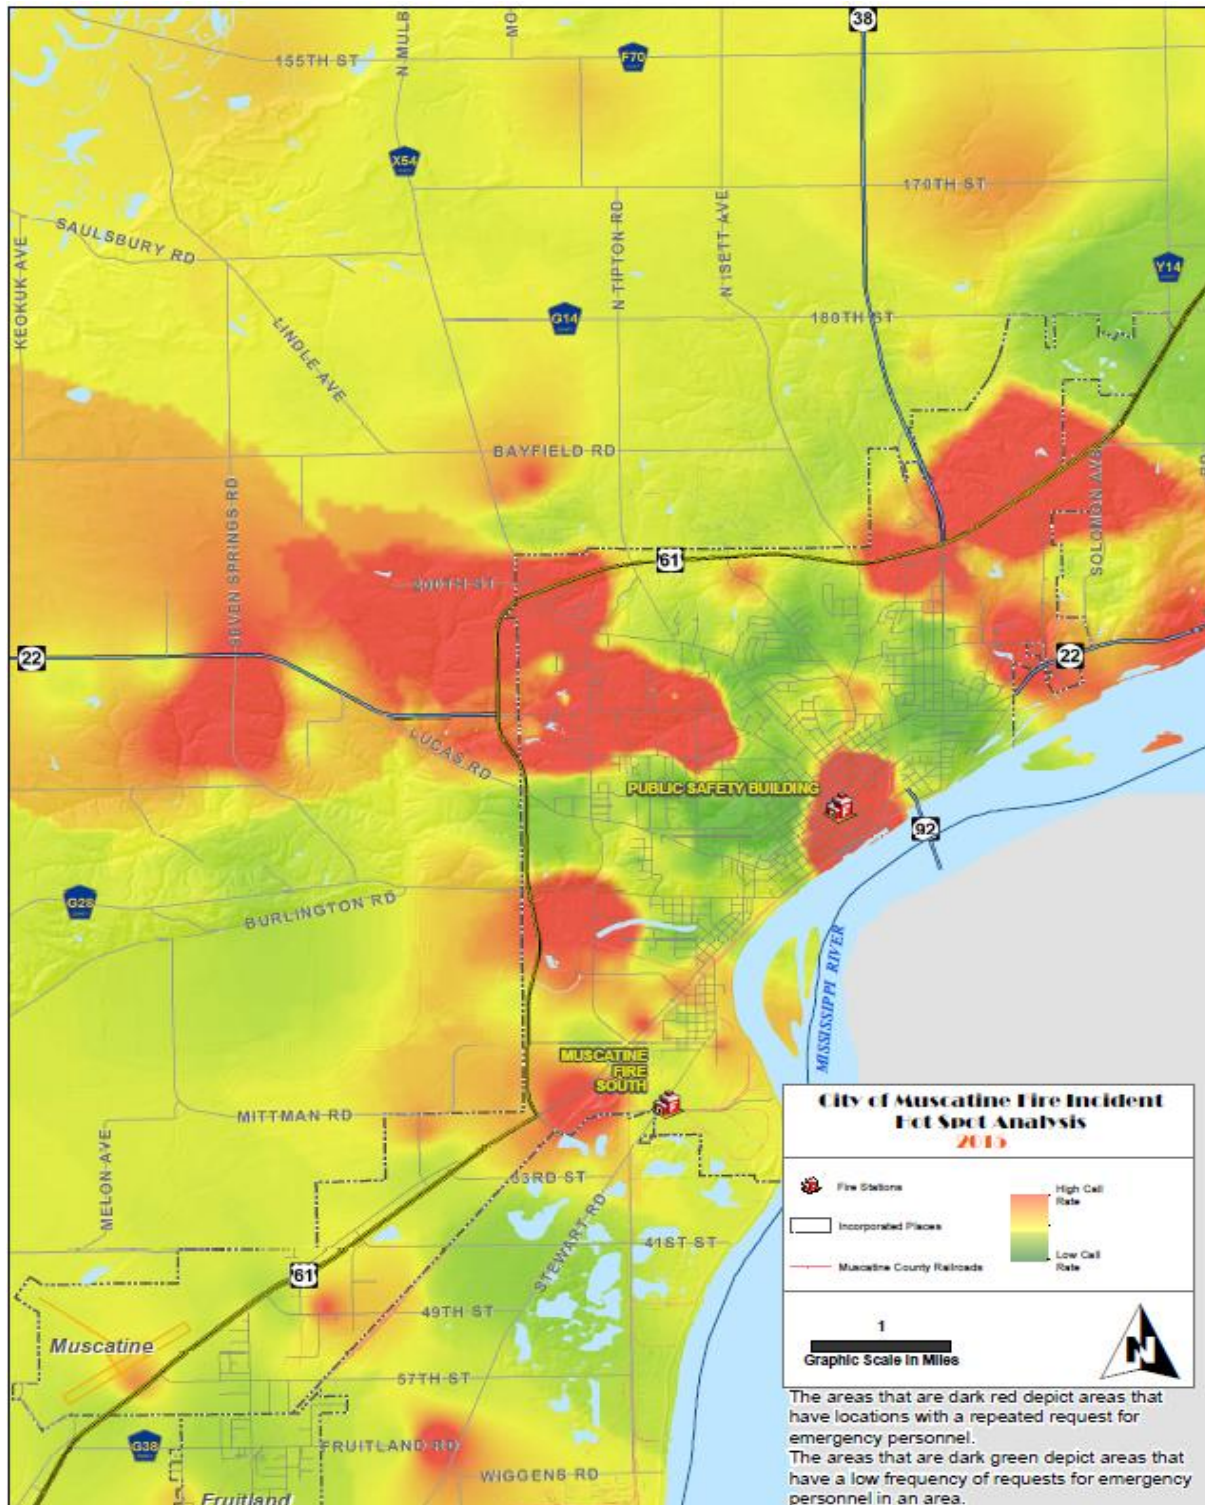 38
155TH ST
N MULB
MO
F70
X54
170TH ST
SAULSBURY RD
KEOKUK AVE
N TIPTON RD
N ISETT AVE
Y14
G14
180TH ST
LINDLE AVE
BAYFIELD RD
SEVEN SPRINGS RD
SOLOMON AVE
61
200TH ST
22
22
LUCAS RD
PUBLIC SAFETY BUILDING
92
G28
BURLINGTON RD
MISSISSIPPI RIVER
MUSCATINE
FIRE
SOUTH
MITTMAN RD
MELON AVE
33RD ST
STEWART RD
41ST ST
61
49TH ST
Muscatine
57TH ST
G38
FRUITLAND RD
WIGGENS RD
Fruitland
City of Muscatine Fire Incident
Hot Spot Analysis
2015
Fire Stations
Incorporated Places
Muscatine County Railroads
High Call
Rate
Low Call
Rate
1
Graphic Scale in Miles
N
The areas that are dark red depict areas that
have locations with a repeated request for
emergency personnel.
The areas that are dark green depict areas that
have a low frequency of requests for emergency
personnel in an area.